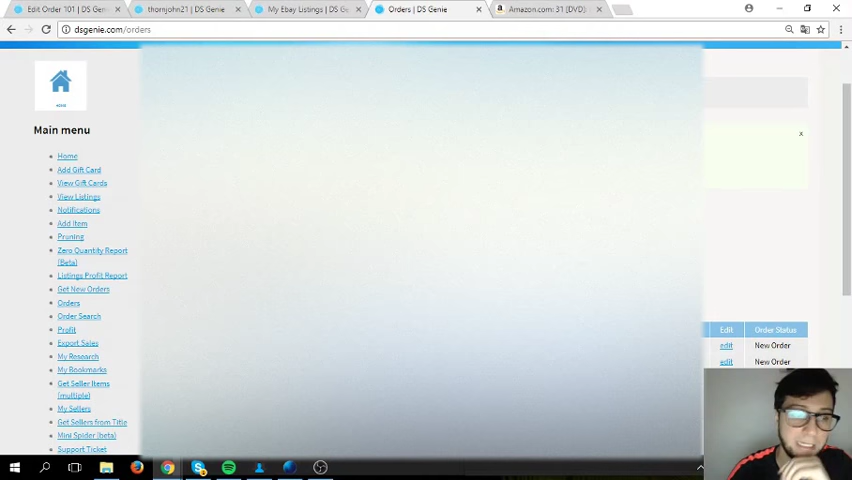 Edit Order 101 | DS Gen
thornjohn21 | DS Genie
My Ebay Listings | DS Ge
Orders | DS Genie
Amazon.com: 31 (DVD)
dsgenie.com/orders
HOME
Main menu
Home
Add Gift Card
View Gift Cards
View Listings
Notifications
Add Item
Pruning
Zero Quantity Report
(Beta)
Listings Profit Report
Get New Orders
Orders
Order Search
Profit
Export Sales
My Research
My Bookmarks
Get Seller Items
(multiple)
My Sellers
Get Sellers from Title
Mini Spider (beta)
Support Ticket
x
Edit
Order Status
edit
New Order
edit
New Order